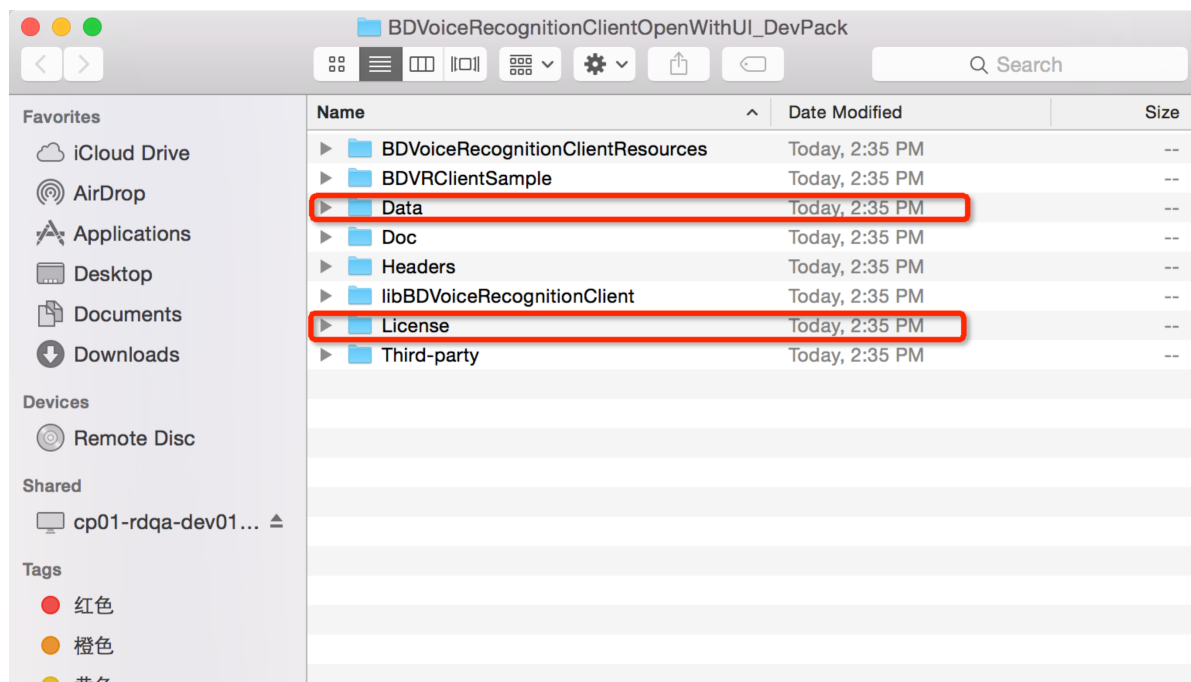 BDVoiceRecognitionClientOpenWithUI_DevPack
Search
Favorites
iCloud Drive
AirDrop
Applications
Desktop
Documents
Downloads
Devices
Remote Disc
Shared
cp01-rdqa-dev01...
Tags
红色
橙色
Name Date Modified Size
BDVoiceRecognitionClientResources Today, 2:35 PM --
BDVRClientSample Today, 2:35 PM --
Data Today, 2:35 PM --
Doc Today, 2:35 PM --
Headers Today, 2:35 PM --
libBDVoiceRecognitionClient Today, 2:35 PM --
License Today, 2:35 PM --
Third-party Today, 2:35 PM --